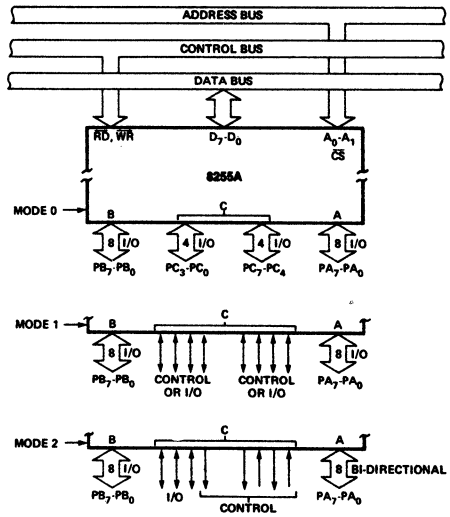 ADDRESS BUS
CONTROL BUS
DATA BUS
RD, WR D7-D0 A0-A1
CS
8255A
MODE 0 B C A
8 I/O 4 I/O 4 I/O 8 I/O
PB7-PB0 PC3-PC0 PC7-PC4 PA7-PA0
MODE 1 B C A
8 I/O 8 I/O
PB7-PB0 CONTROL OR I/O CONTROL OR I/O PA7-PA0
MODE 2 B C A
8 I/O 8 BI-DIRECTIONAL
PB7-PB0 I/O CONTROL PA7-PA0